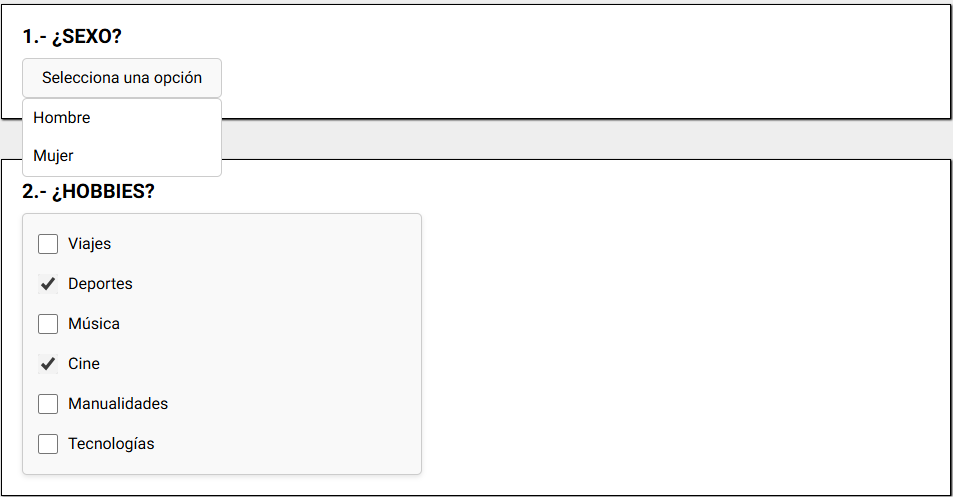 1.- ¿SEXO?
Selecciona una opción
Hombre
Mujer
2.- ¿HOBBIES?
Viajes
Deportes
Música
Cine
Manualidades
Tecnologías